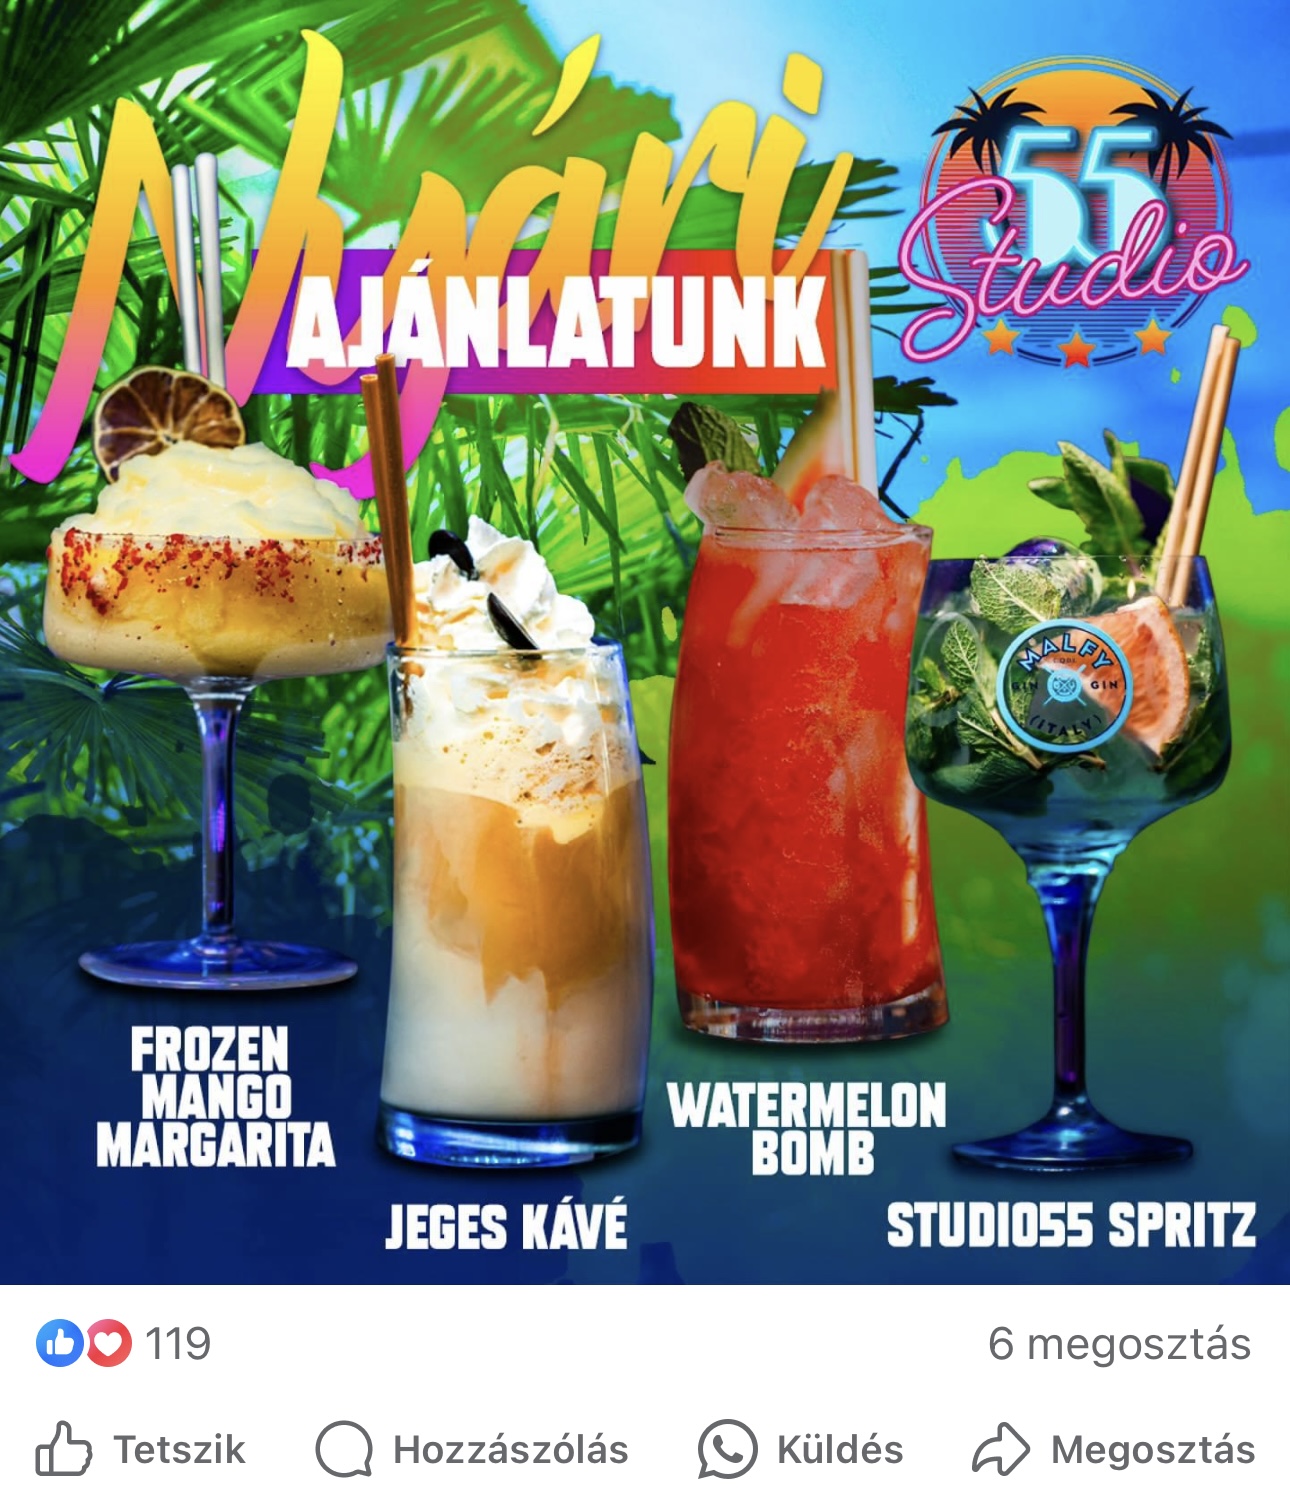 Nyári
AJÁNLATUNK
55
Studio
MALFY
GIN GIN
(ITALY)
FROZEN
MANGO
MARGARITA
JEGES KÁVÉ
WATERMELON
BOMB
STUDIO55 SPRITZ
119
6 megosztás
Tetszik
Hozzászólás
Küldés
Megosztás